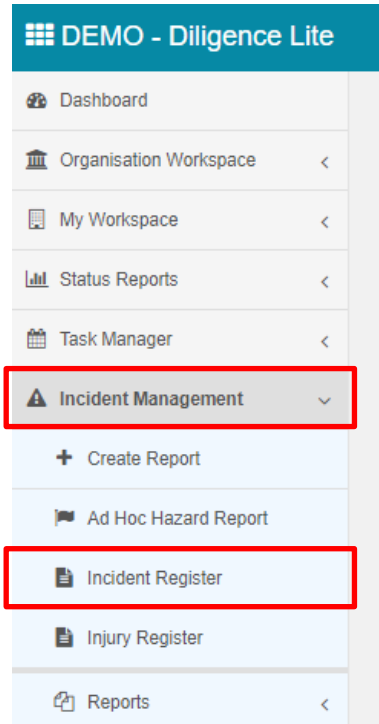 DEMO - Diligence Lite
Dashboard
Organisation Workspace
My Workspace
Status Reports
Task Manager
Incident Management
Create Report
Ad Hoc Hazard Report
Incident Register
Injury Register
Reports